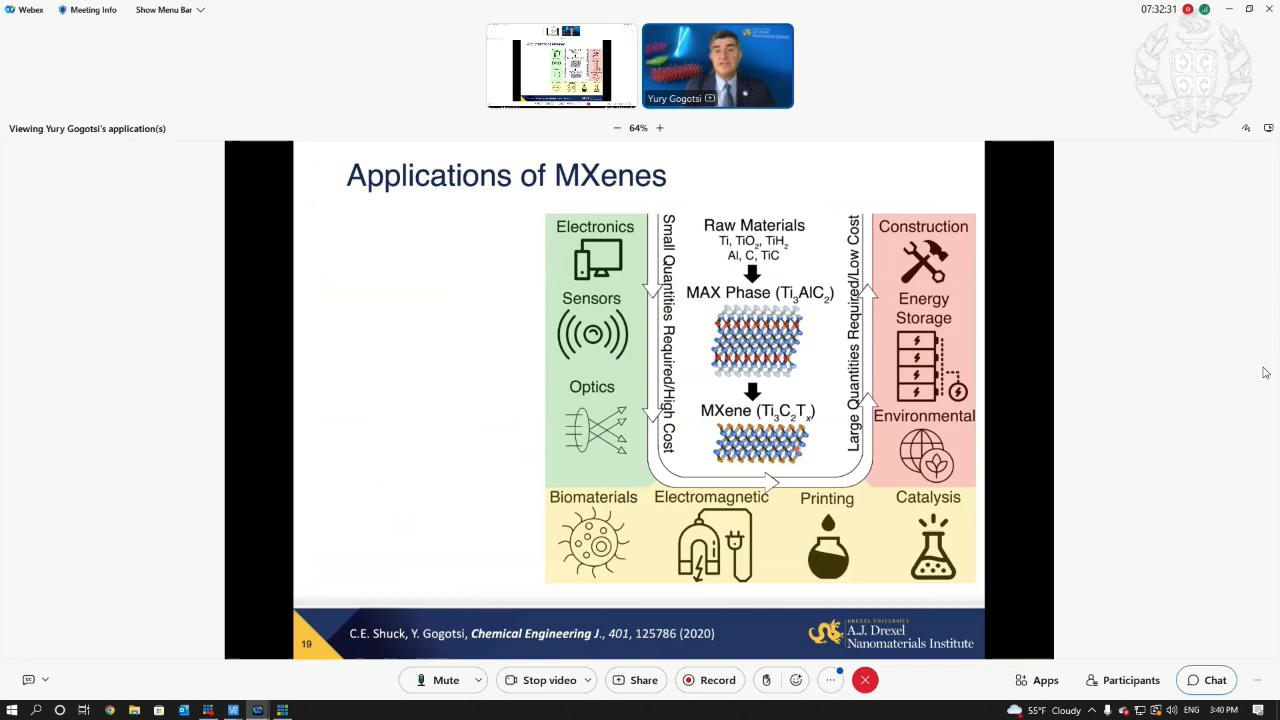 Webex
Meeting Info
Show Menu Bar
07:32:31
Yury Gogotsi
Viewing Yury Gogotsi's application(s)
64%
Applications of MXenes
Electronics
Sensors
Optics
Small Quantities Required/High Cost
Raw Materials
Ti, TiO2, TiH2
Al, C, TiC
MAX Phase (Ti3AlC2)
MXene (Ti3C2Tx)
Large Quantities Required/Low Cost
Construction
Energy
Storage
Environmental
Biomaterials
Electromagnetic
Printing
Catalysis
19
C.E. Shuck, Y. Gogotsi, Chemical Engineering J., 401, 125786 (2020)
DREXEL UNIVERSITY
A.J. Drexel
Nanomaterials Institute
Mute
Stop video
Share
Record
Apps
Participants
Chat
55°F Cloudy
ENG
3:40 PM